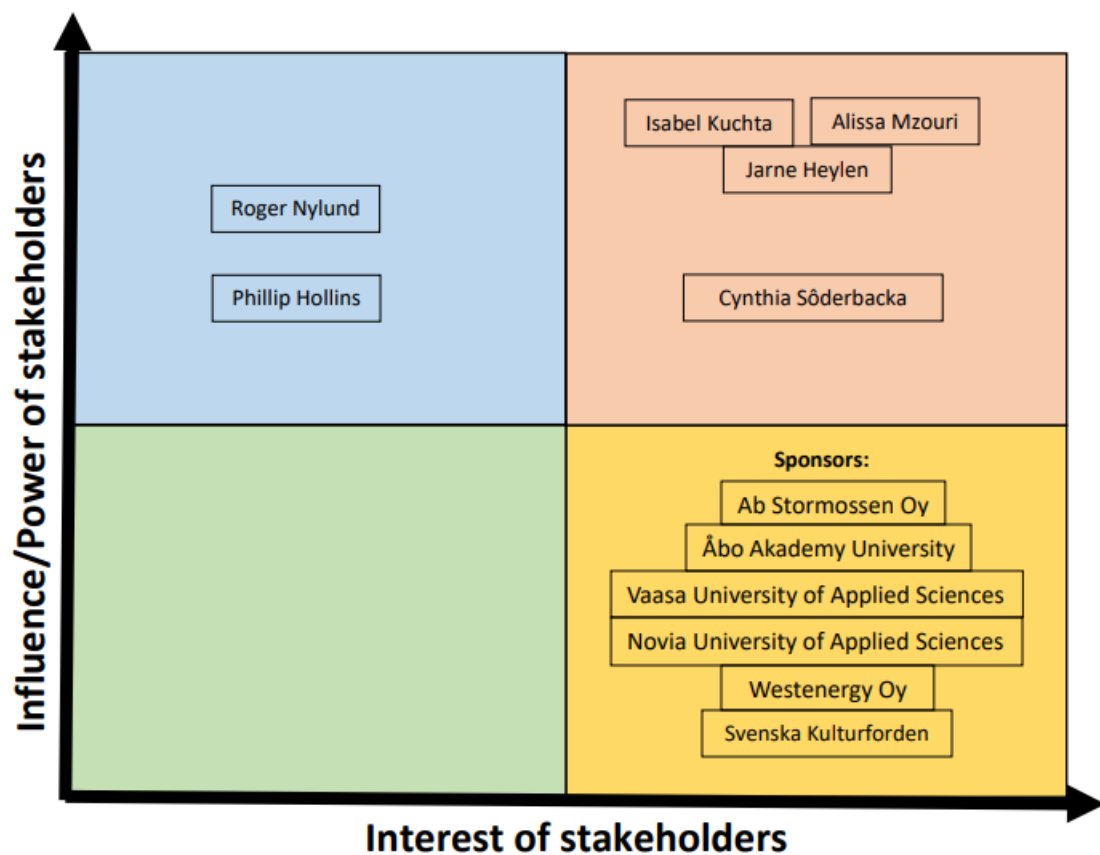 Influence/Power of stakeholders
Isabel Kuchta
Alissa Mzouri
Jarne Heylen
Roger Nylund
Phillip Hollins
Cynthia Sôderbacka
Sponsors:
Ab Stormossen Oy
Åbo Akademy University
Vaasa University of Applied Sciences
Novia University of Applied Sciences
Westenergy Oy
Svenska Kulturforden
Interest of stakeholders